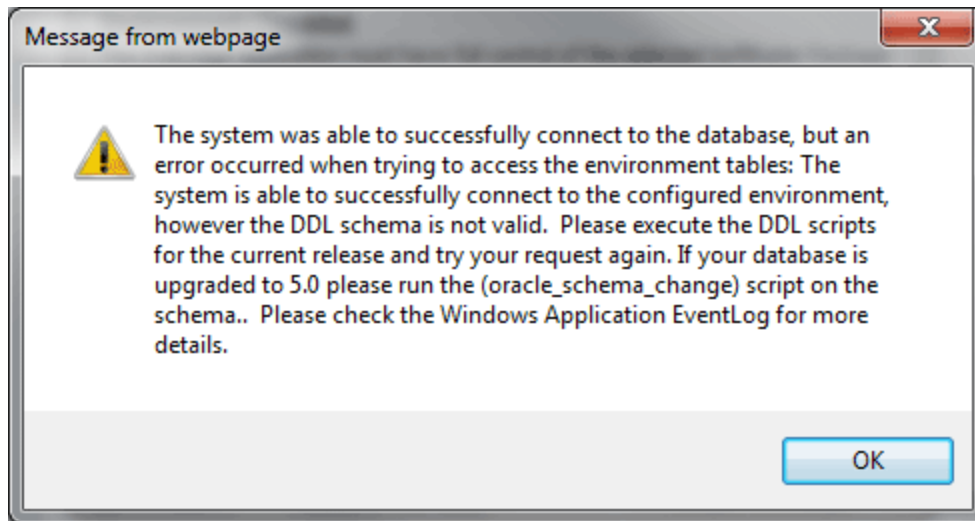 Message from webpage
The system was able to successfully connect to the database, but an
error occurred when trying to access the environment tables: The
system is able to successfully connect to the configured environment,
however the DDL schema is not valid.  Please execute the DDL scripts
for the current release and try your request again. If your database is
upgraded to 5.0 please run the (oracle_schema_change) script on the
schema..  Please check the Windows Application EventLog for more
details.
OK